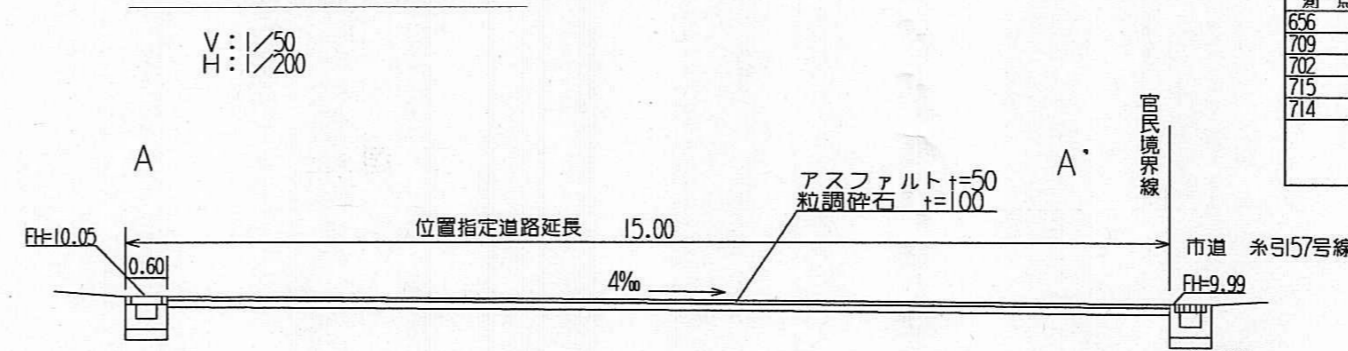 V:1/50
H:1/200
測
656
709
702
715
714
官民境界線
A
A'
アスファルト t=50
粒調砕石 t=100
位置指定道路延長 15.00
FH=10.05
市道 糸引57号線
0.60
4‰
FH=9.99